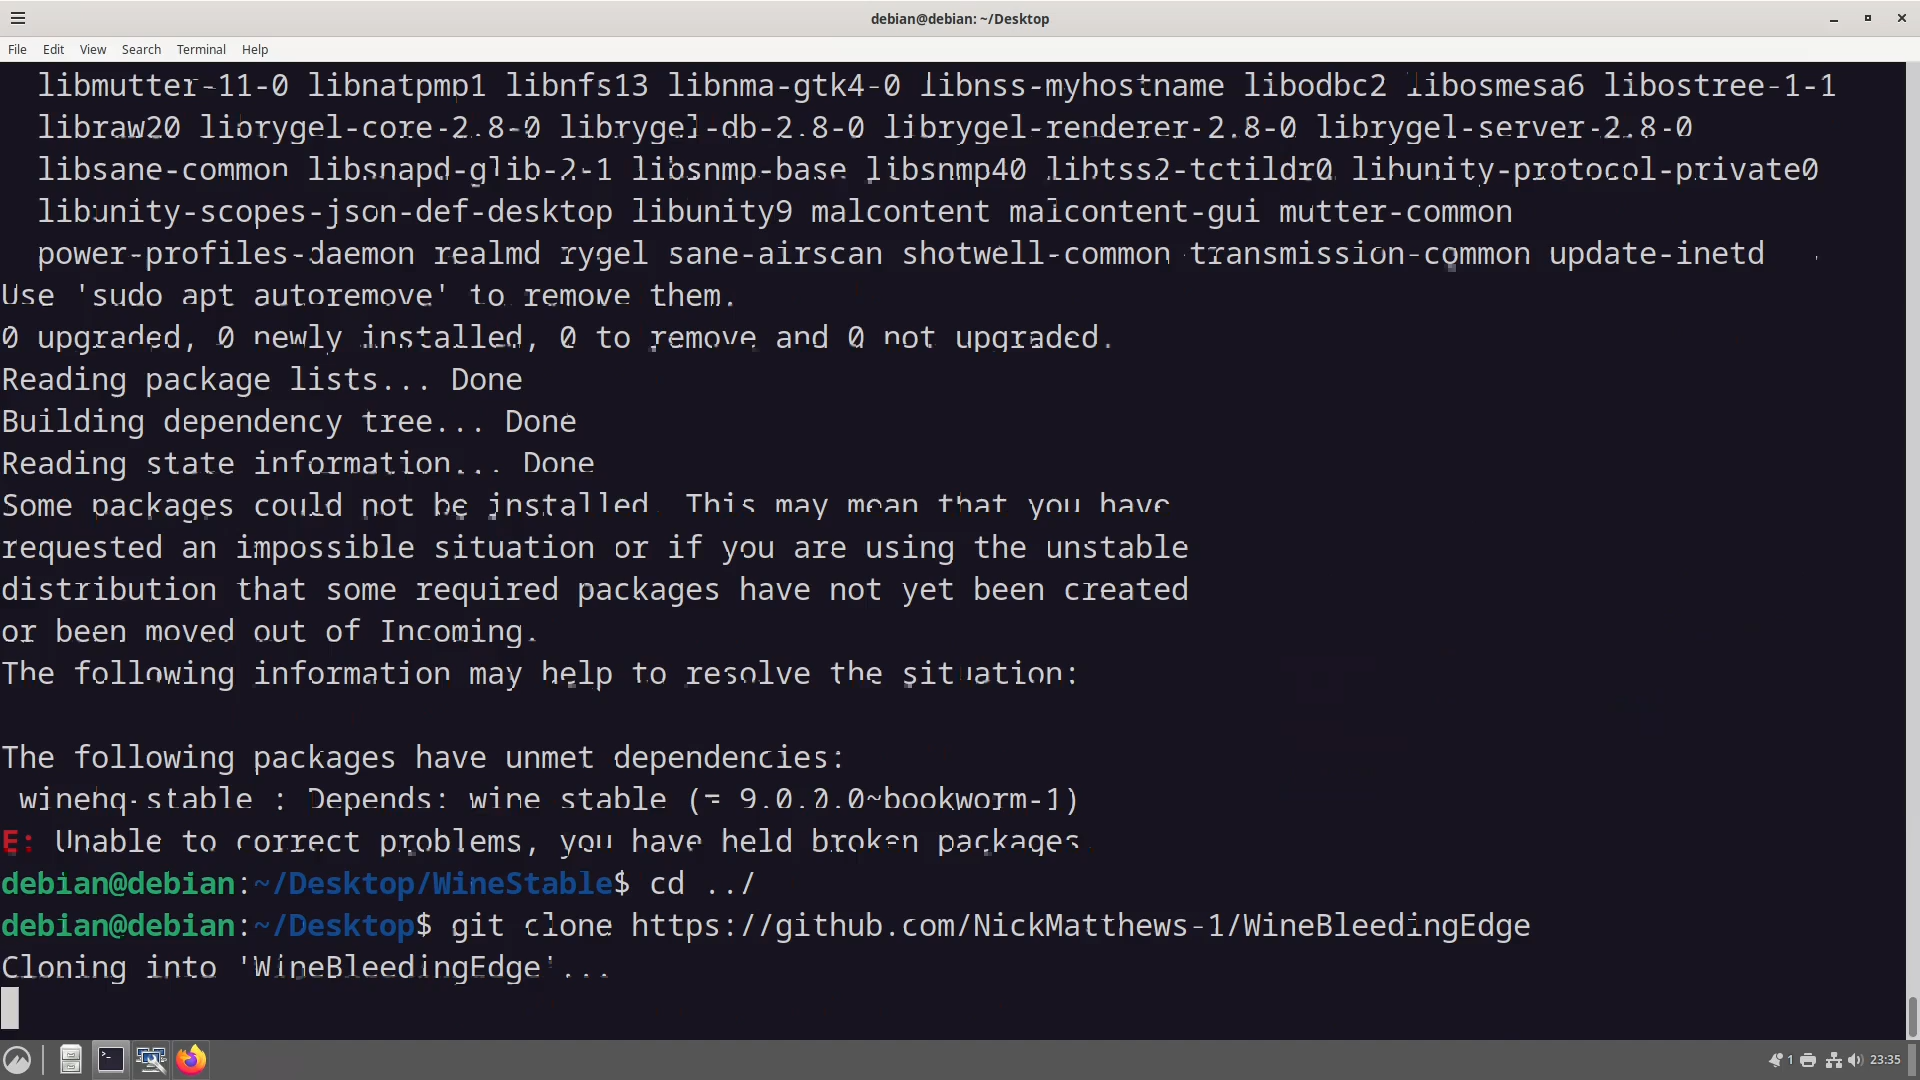 debian@debian: ~/Desktop
File Edit View Search Terminal Help
libmutter-11-0 libnatpmp1 libnfs13 libnma-gtk4-0 libnss-myhostname libodbc2 libosmesa6 libostree-1-1
libraw20 librygel-core-2.8-0 librygel-db-2.8-0 librygel-renderer-2.8-0 librygel-server-2.8-0
libsane-common libsnapd-glib-2-1 libsnmp-base libsnmp40 libtss2-tctildr0 libunity-protocol-private0
libunity-scopes-json-def-desktop libunity9 malcontent malcontent-gui mutter-common
power-profiles-daemon realmd rygel sane-airscan shotwell-common transmission-common update-inetd
Use 'sudo apt autoremove' to remove them.
0 upgraded, 0 newly installed, 0 to remove and 0 not upgraded.
Reading package lists... Done
Building dependency tree... Done
Reading state information... Done
Some packages could not be installed. This may mean that you have
requested an impossible situation or if you are using the unstable
distribution that some required packages have not yet been created
or been moved out of Incoming.
The following information may help to resolve the situation:
The following packages have unmet dependencies:
winehq-stable : Depends: wine-stable (= 9.0.0.0~bookworm-1)
E: Unable to correct problems, you have held broken packages.
debian@debian:~/Desktop/WineStable$ cd ../
debian@debian:~/Desktop$ git clone https://github.com/NickMatthews-1/WineBleedingEdge
Cloning into 'WineBleedingEdge'...
1 23:35